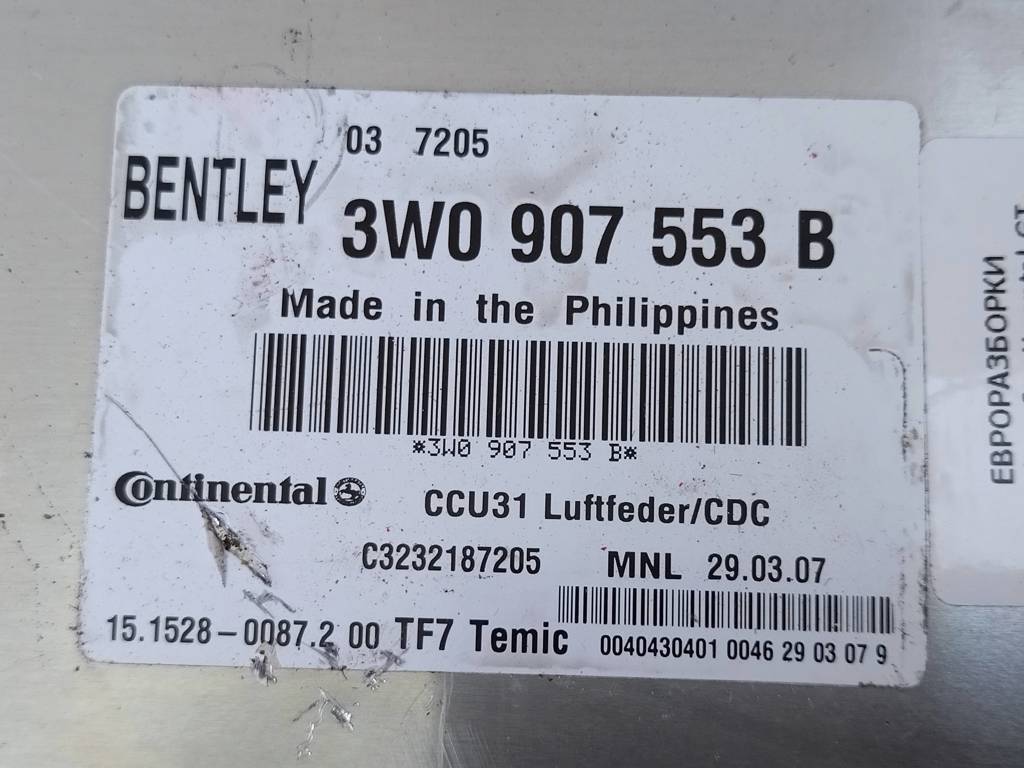 03 7205
BENTLEY
3W0 907 553 B
Made in the Philippines
*3W0 907 553 B*
Continental
CCU31 Luftfeder/CDC
C3232187205 MNL 29.03.07
15.1528-0087.2 00 TF7 Temic
0040430401 0046 29 03 07 9
ЕВРОРАЗБОРКИ